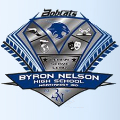 Bobcats
BYRON NELSON
HIGH SCHOOL
NORTHWEST ISD